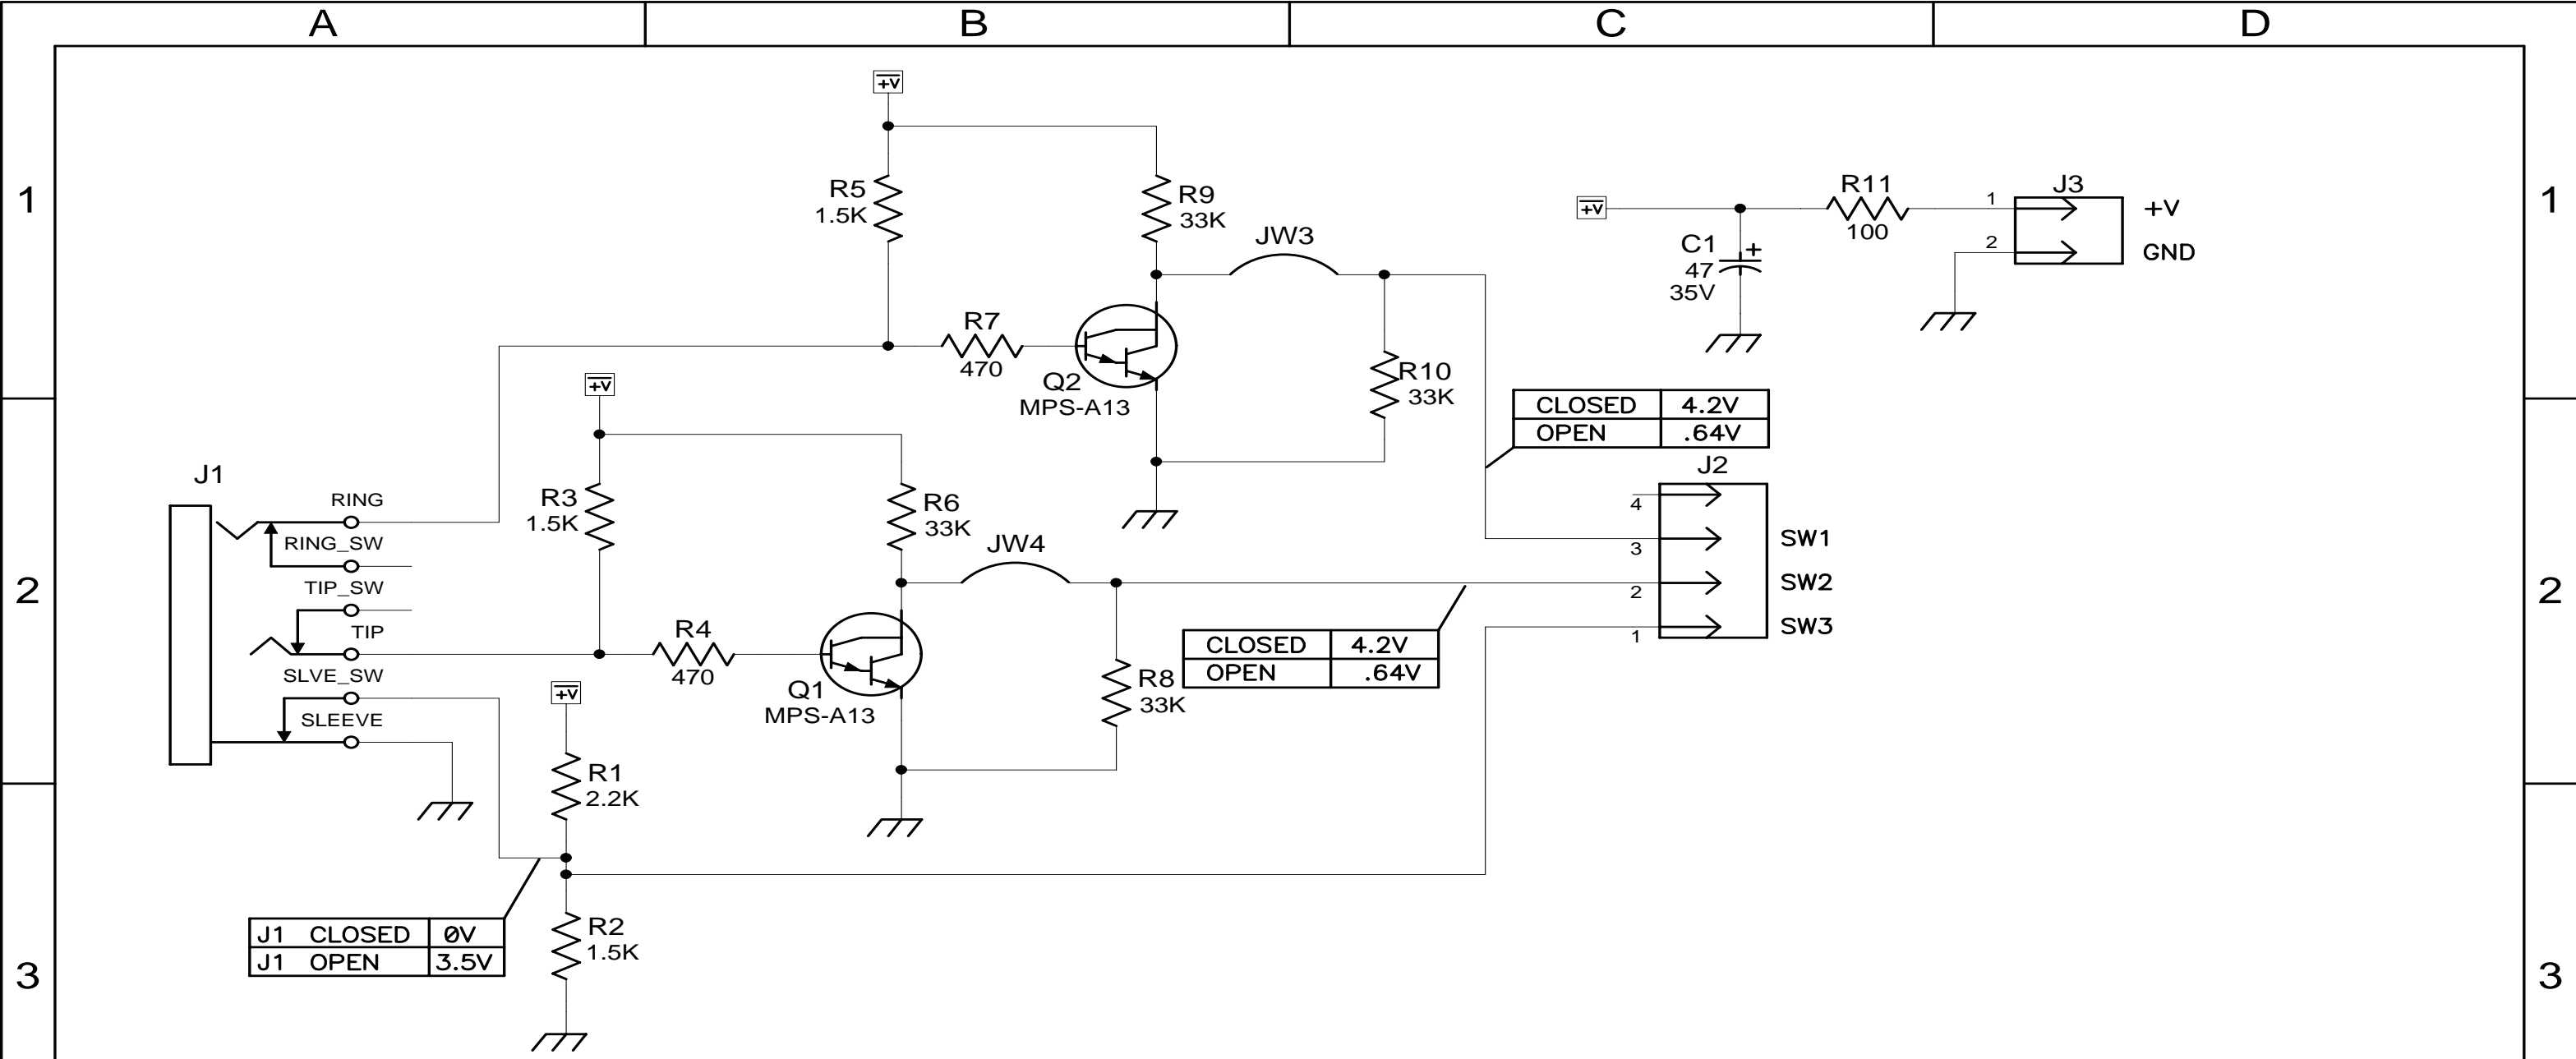 A B C D
+V
1 1
R5
1.5K
R9
33K
JW3
+V
R11
100
1
2
J3
+V
GND
C1
+
47
35V
R7
470
Q2
MPS-A13
R10
33K
+V
CLOSED 4.2V
OPEN .64V
2 2
J1
RING
RING_SW
TIP_SW
TIP
SLVE_SW
SLEEVE
R3
1.5K
R6
33K
JW4
J2
4
3
2
1
SW1
SW2
SW3
R4
470
Q1
MPS-A13
R8
33K
CLOSED 4.2V
OPEN .64V
+V
R1
2.2K
3 3
J1 CLOSED 0V
J1 OPEN 3.5V
R2
1.5K